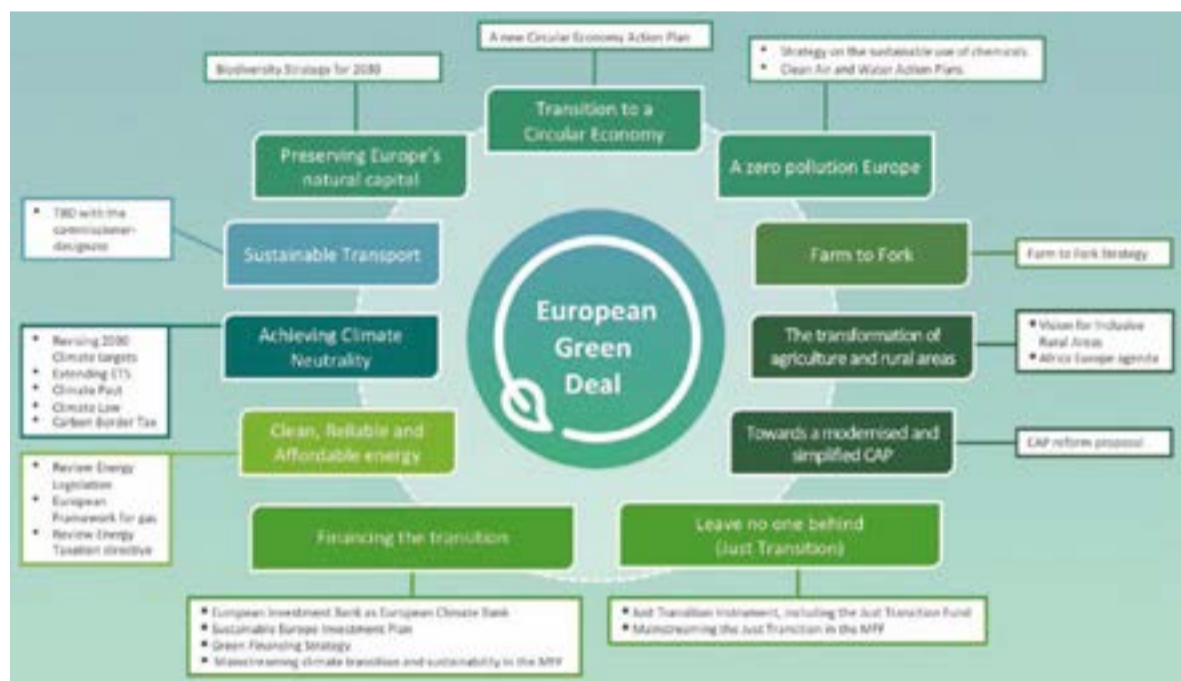 A new Circular Economy Action Plan
Biodiversity Strategy for 2030
• Strategy on the sustainable use of chemicals
• Clean Air and Water Action Plans
Transition to a
Circular Economy
Preserving Europe's
natural capital
A zero pollution Europe
• TBD with the
commissioner-
designate
Sustainable Transport
Farm to Fork
Farm to Fork Strategy
European
Green
Deal
Achieving Climate
Neutrality
• Revising 2030
Climate targets
• Extending ETS
• Climate Pact
• Climate Law
• Carbon Border Tax
The transformation of
agriculture and rural areas
• Vision for Inclusive
Rural Areas
• Africa Europe agenda
Clean, Reliable and
Affordable energy
• Review Energy
Legislation
• European
Framework for gas
• Review Energy
Taxation directive
Towards a modernised and
simplified CAP
CAP reform proposal
Financing the transition
Leave no one behind
(Just Transition)
▪ European Investment Bank as European Climate Bank
▪ Sustainable Europe Investment Plan
▪ Green Financing Strategy
▪ Mainstreaming climate transition and sustainability in the MFF
▪ Just Transition Instrument, including the Just Transition Fund
▪ Mainstreaming the Just Transition in the MFF